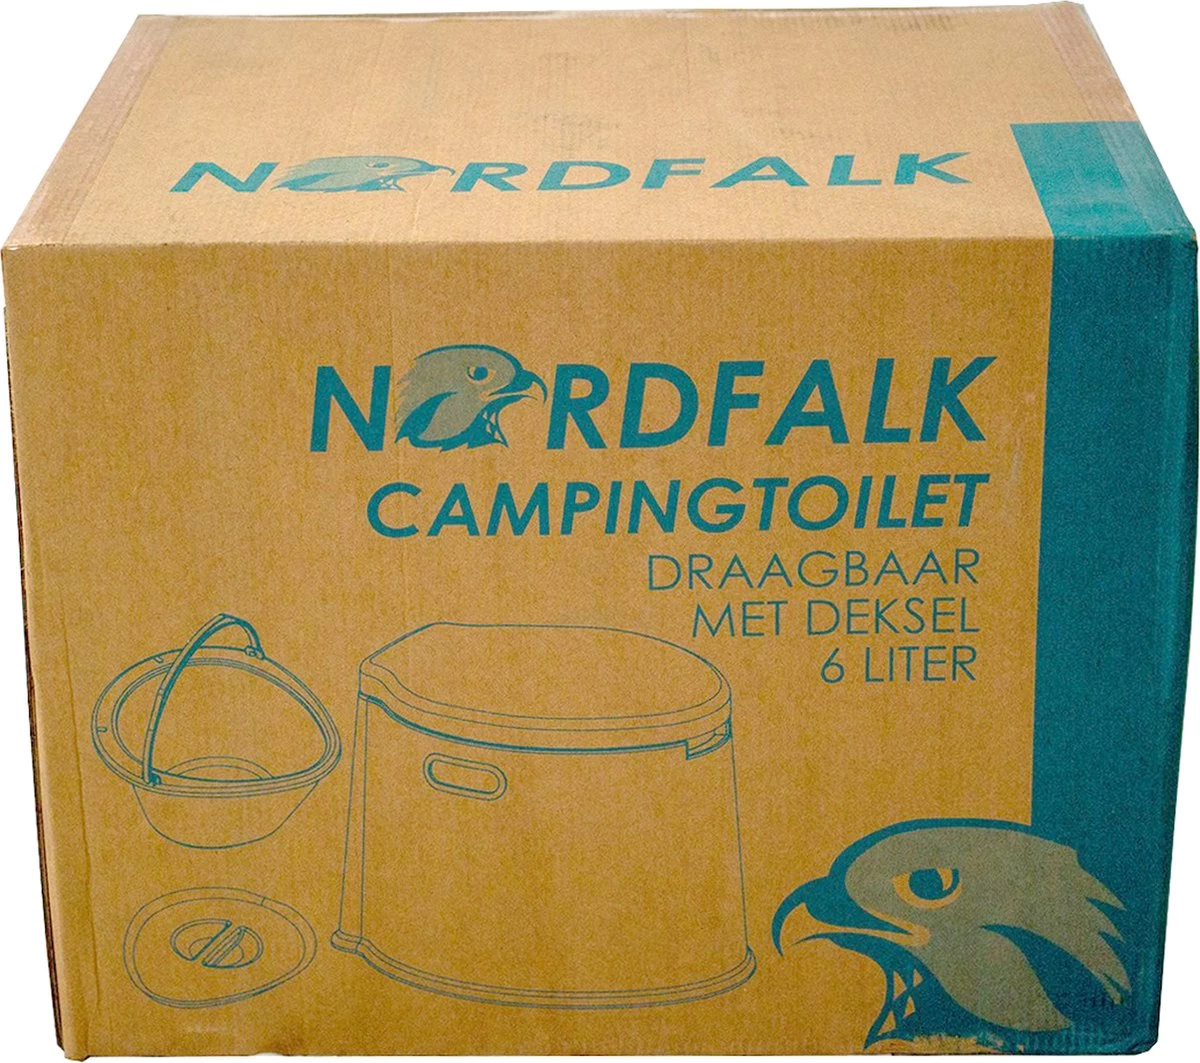 NORDFALK
NORDFALK
CAMPINGTOILET
DRAAGBAAR
MET DEKSEL
6 LITER